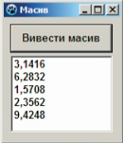 Масив
Вивести масив
3,1416
6,2832
1,5708
2,3562
9,4248